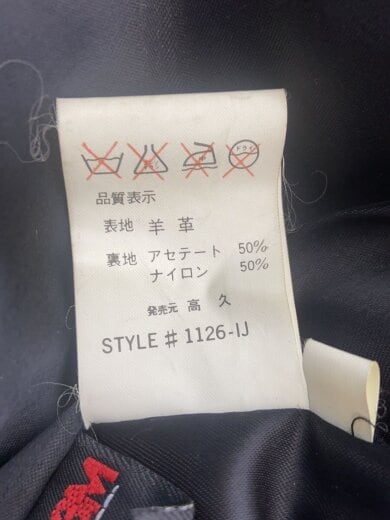 ドライ
品質表示
表地 羊革
裏地 アセテート 50%
ナイロン 50%
発売元 高久
STYLE # 1126-IJ